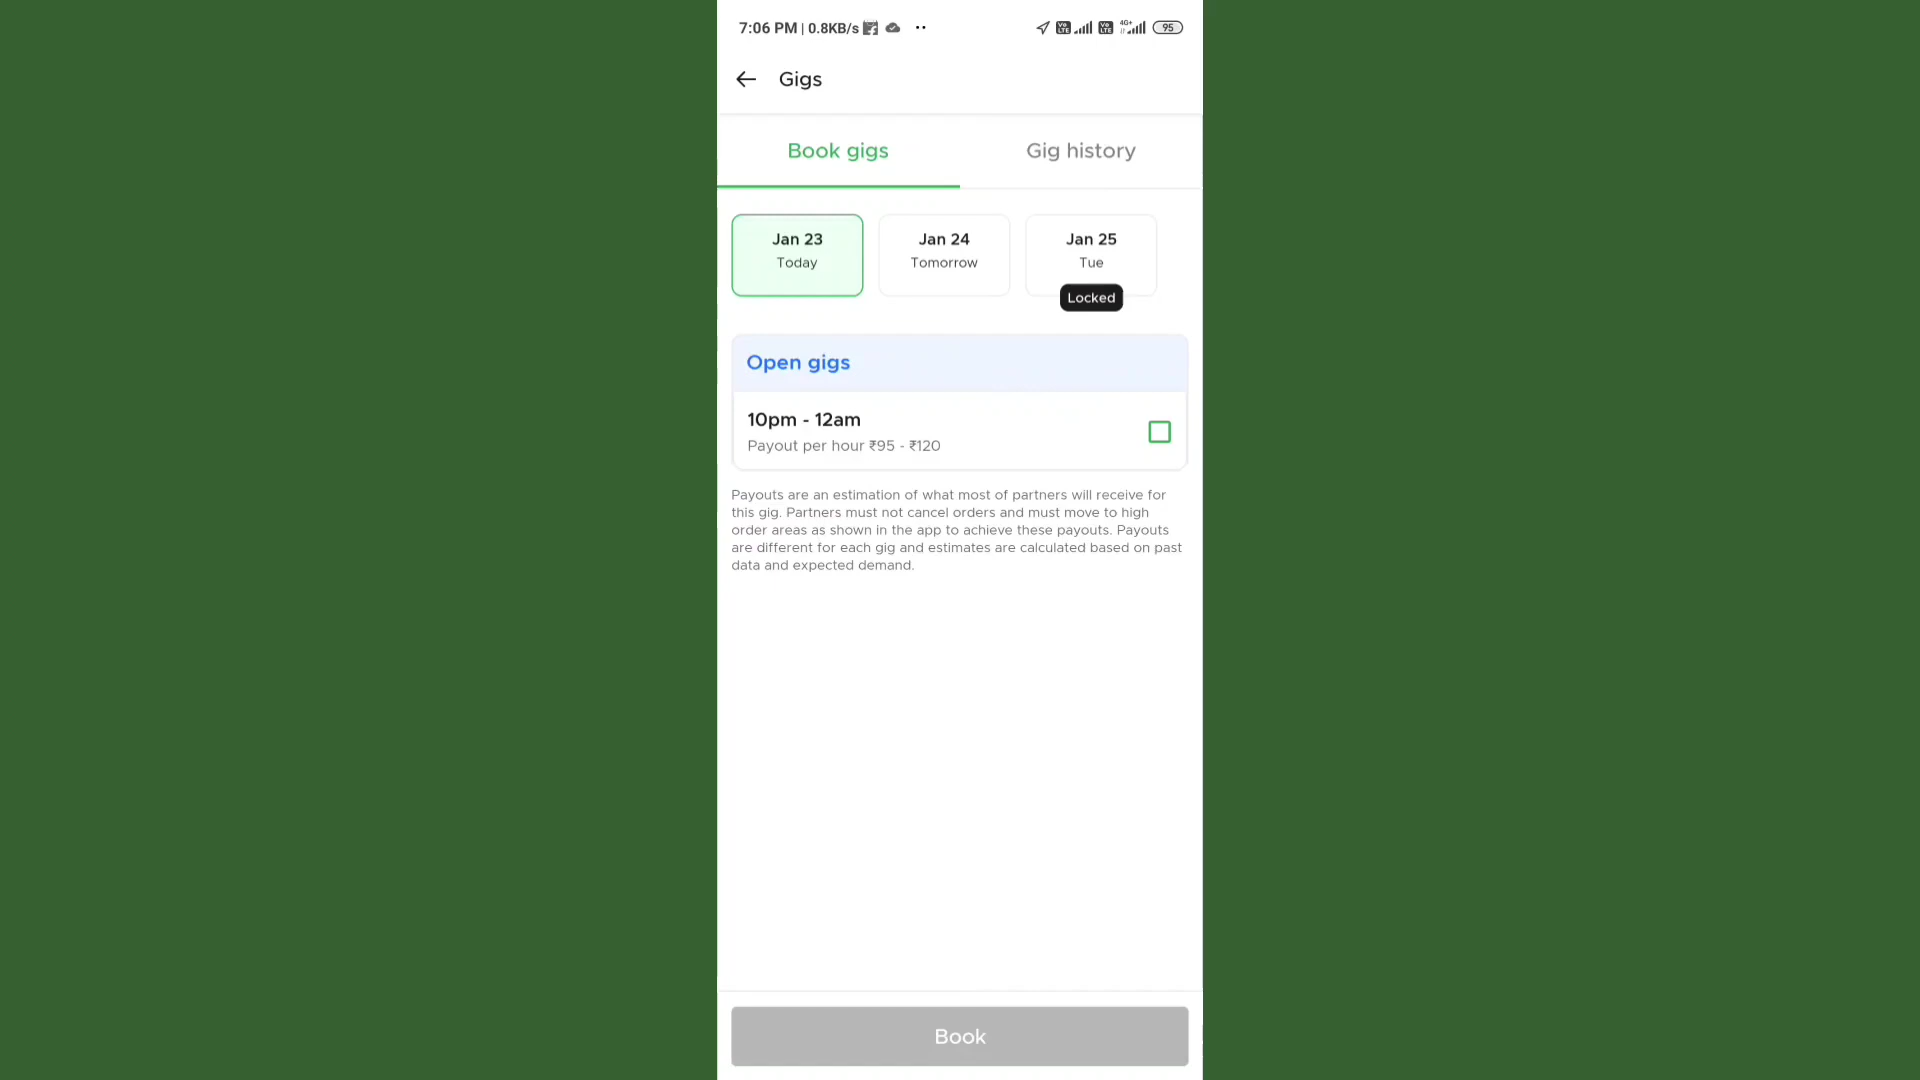 7:06 PM | 0.8KB/s
4G+
95
Gigs
Book gigs
Gig history
Jan 23
Today
Jan 24
Tomorrow
Jan 25
Tue
Locked
Open gigs
10pm - 12am
Payout per hour ₹95 - ₹120
Payouts are an estimation of what most of partners will receive for
this gig. Partners must not cancel orders and must move to high
order areas as shown in the app to achieve these payouts. Payouts
are different for each gig and estimates are calculated based on past
data and expected demand.
Book